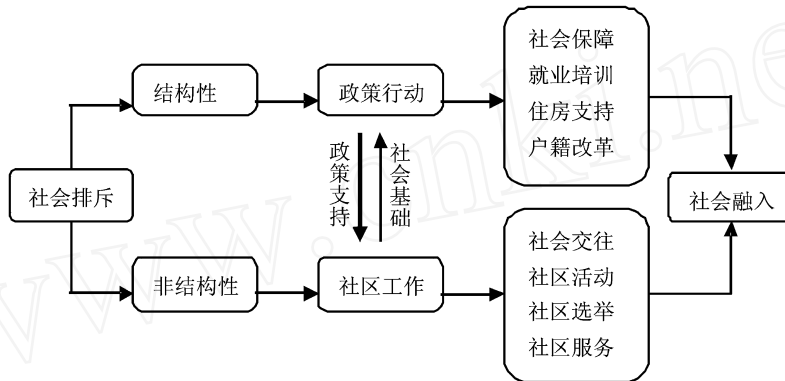 社会排斥
结构性
政策行动
社会保障
就业培训
住房支持
户籍改革
政策支持
社会基础
社会融入
非结构性
社区工作
社会交往
社区活动
社区选举
社区服务
www.cnki.ne